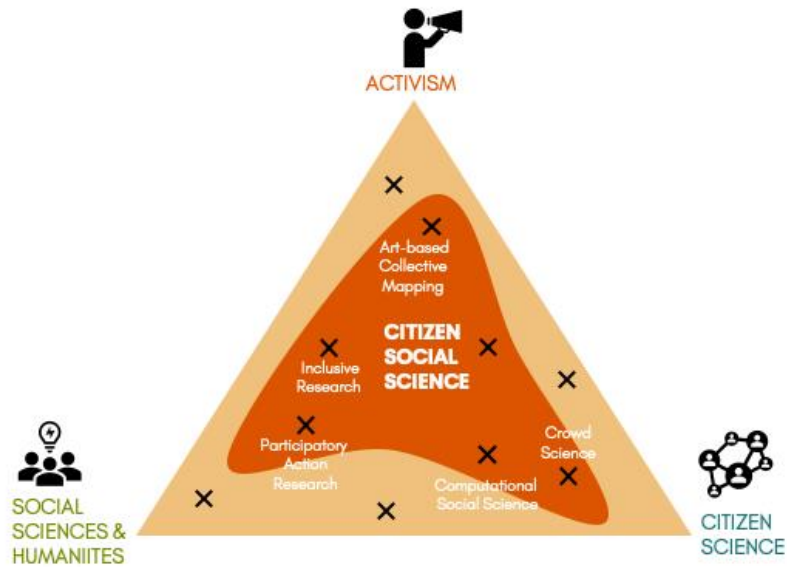 ACTIVISM
Art-based
Collective
Mapping
CITIZEN
SOCIAL
SCIENCE
Inclusive
Research
Participatory
Action
Research
Crowd
Science
Computational
Social Science
SOCIAL
SCIENCES &
HUMANIITES
CITIZEN
SCIENCE